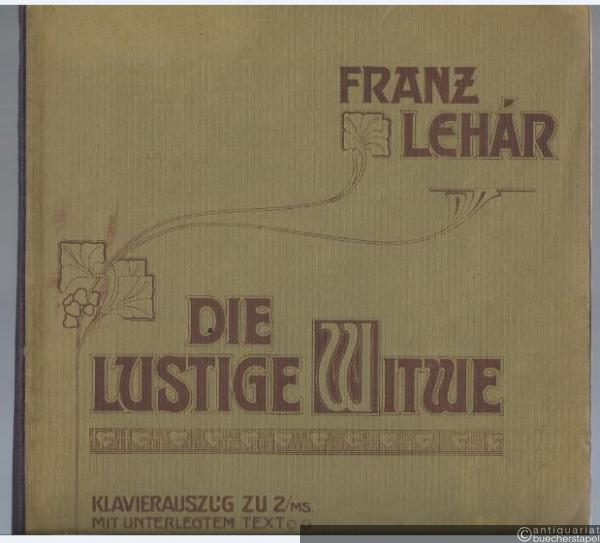 FRANZ
LEHÁR
DIE
LUSTIGE WITWE
KLAVIERAUSZUG ZU 2/MS.
MIT UNTERLEGTEM TEXT
©antiquariat
buecherstapel